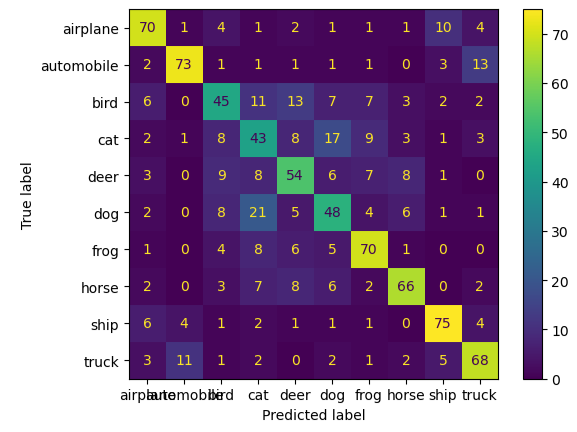 airplane 70 1 4 1 2 1 1 1 10 4
automobile 2 73 1 1 1 1 1 0 3 13
bird 6 0 45 11 13 7 7 3 2 2
cat 2 1 8 43 8 17 9 3 1 3
deer 3 0 9 8 54 6 7 8 1 0
dog 2 0 8 21 5 48 4 6 1 1
frog 1 0 4 8 6 5 70 1 0 0
horse 2 0 3 7 8 6 2 66 0 2
ship 6 4 1 2 1 1 1 0 75 4
truck 3 11 1 2 0 2 1 2 5 68
airplane automobile bird cat deer dog frog horse ship truck
Predicted label
True label
70
60
50
40
30
20
10
0